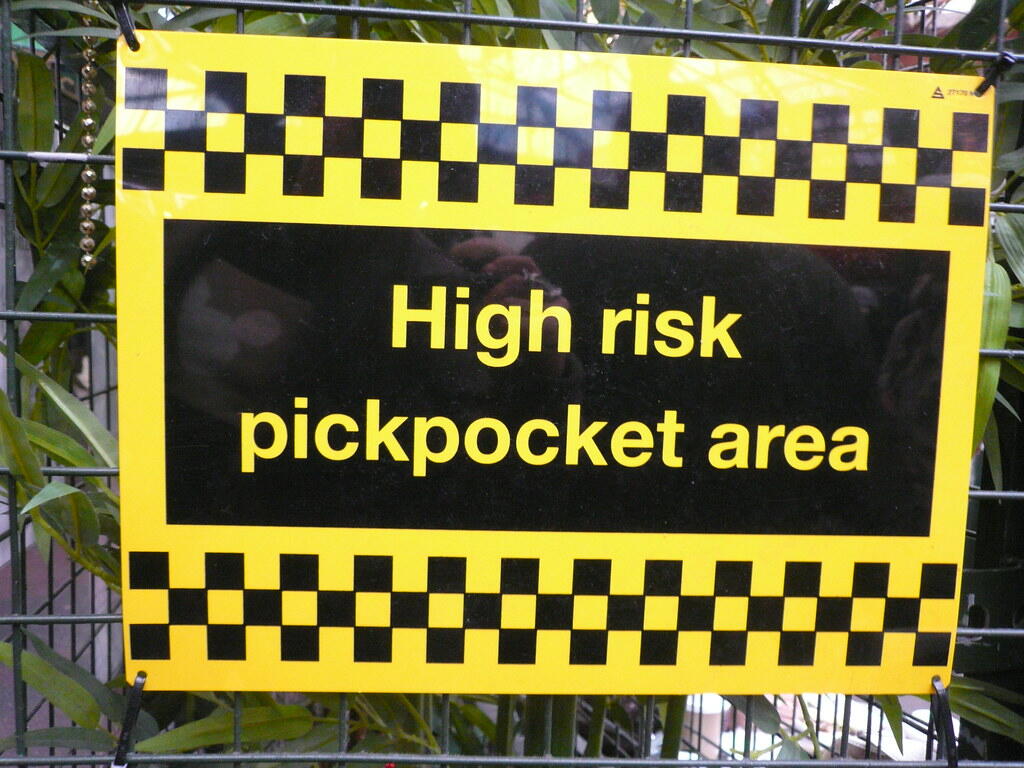 High risk
pickpocket area